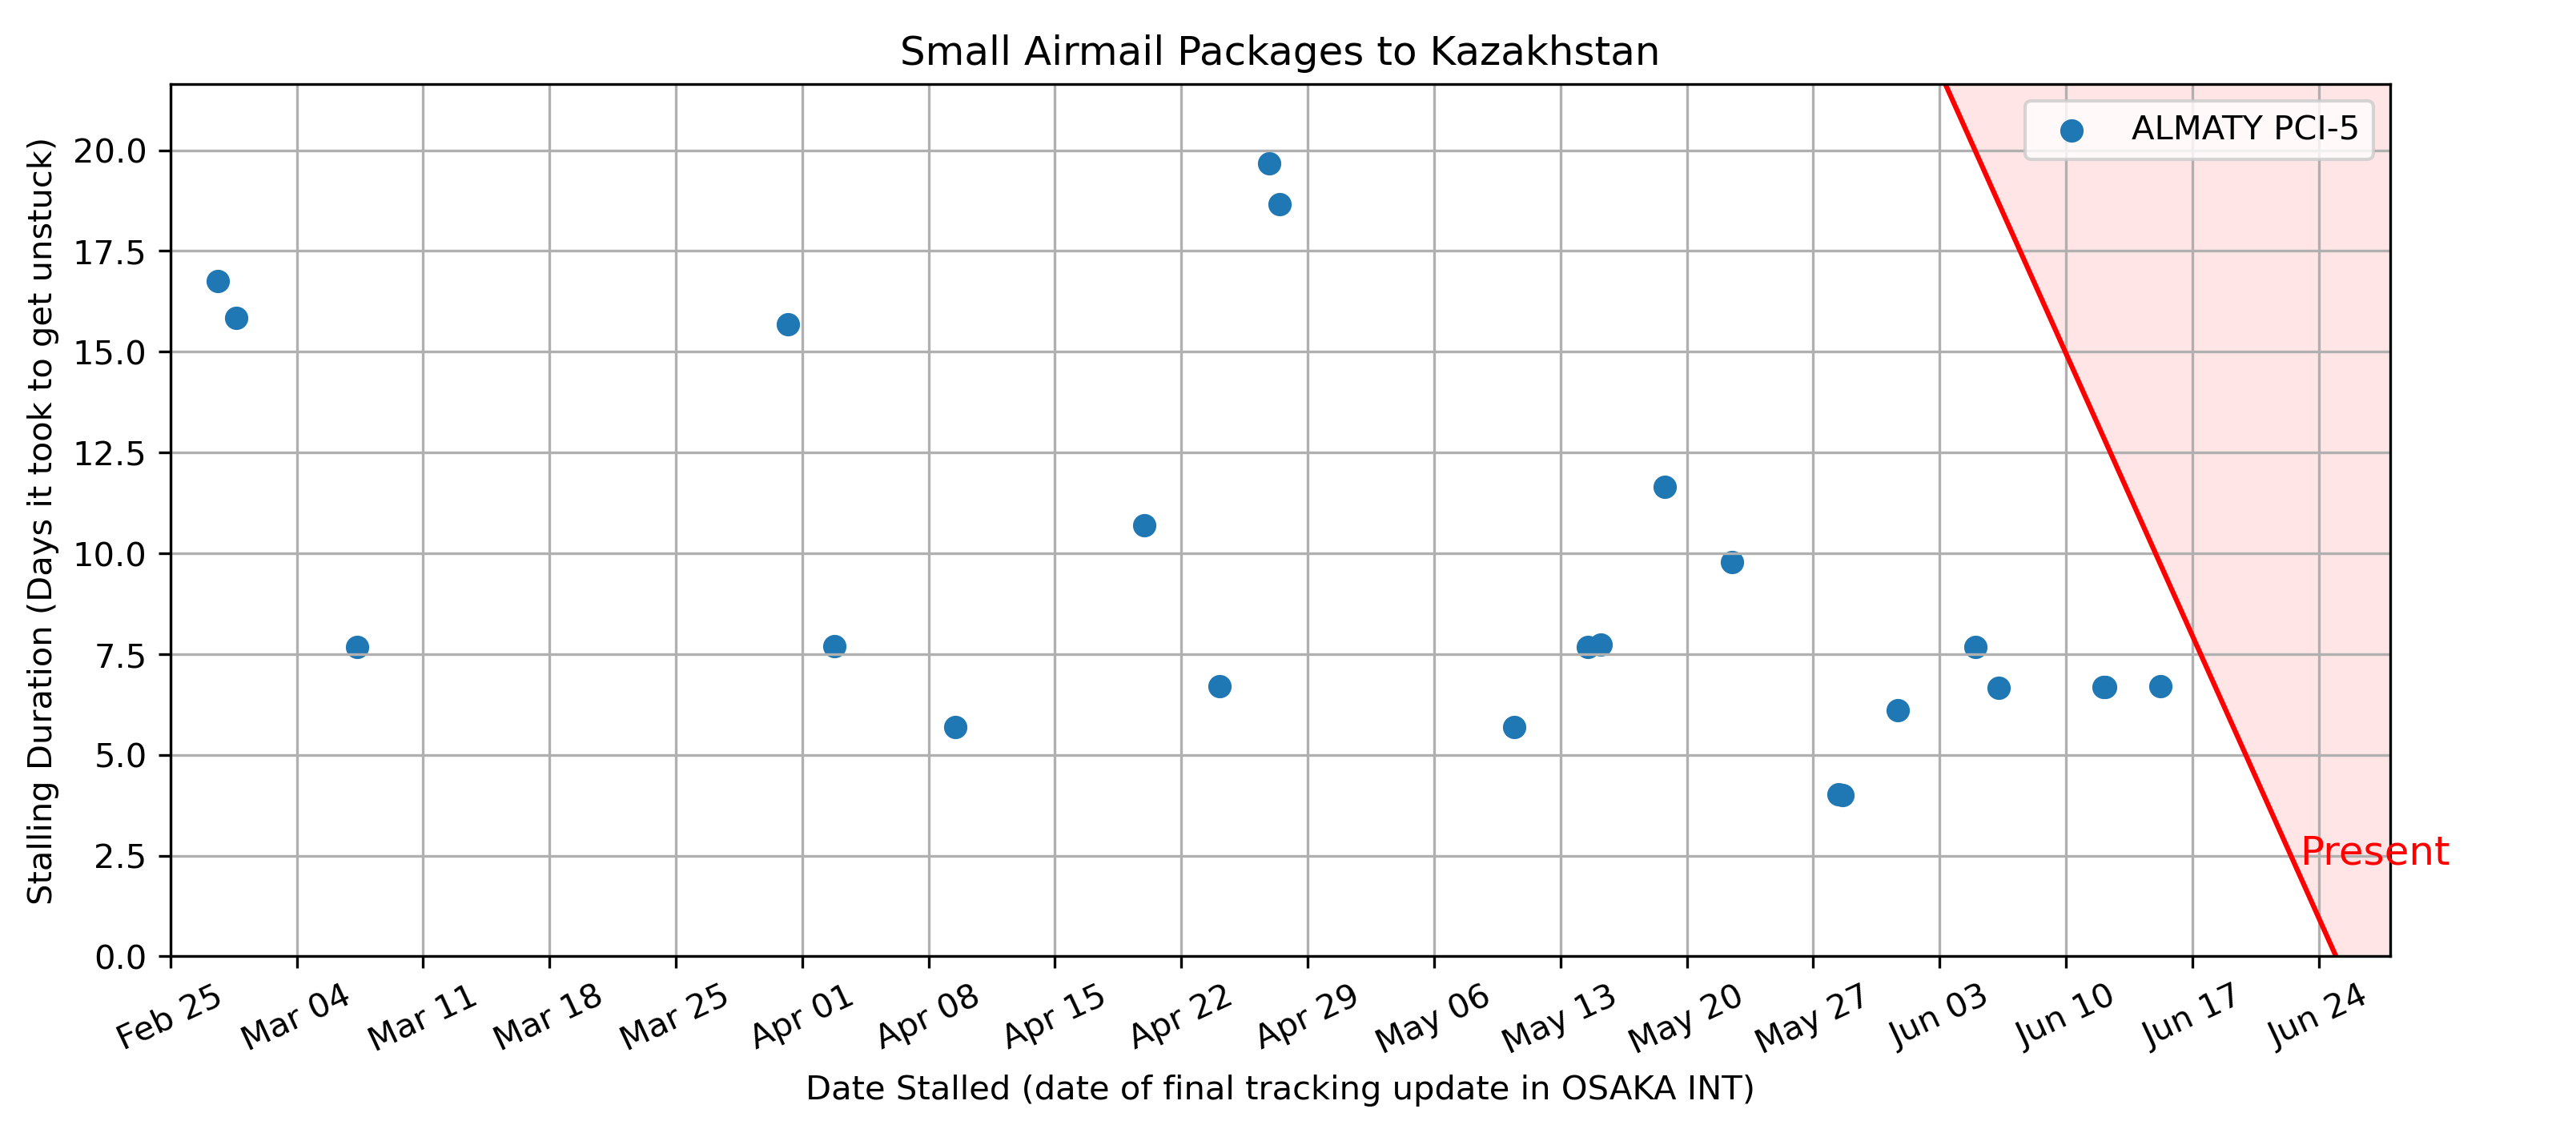 Small Airmail Packages to Kazakhstan
ALMATY PCI-5
Stalling Duration (Days it took to get unstuck)
20.0
17.5
15.0
12.5
10.0
7.5
5.0
2.5
0.0
Present
Feb 25
Mar 04
Mar 11
Mar 18
Mar 25
Apr 01
Apr 08
Apr 15
Apr 22
Apr 29
May 06
May 13
May 20
May 27
Jun 03
Jun 10
Jun 17
Jun 24
Date Stalled (date of final tracking update in OSAKA INT)